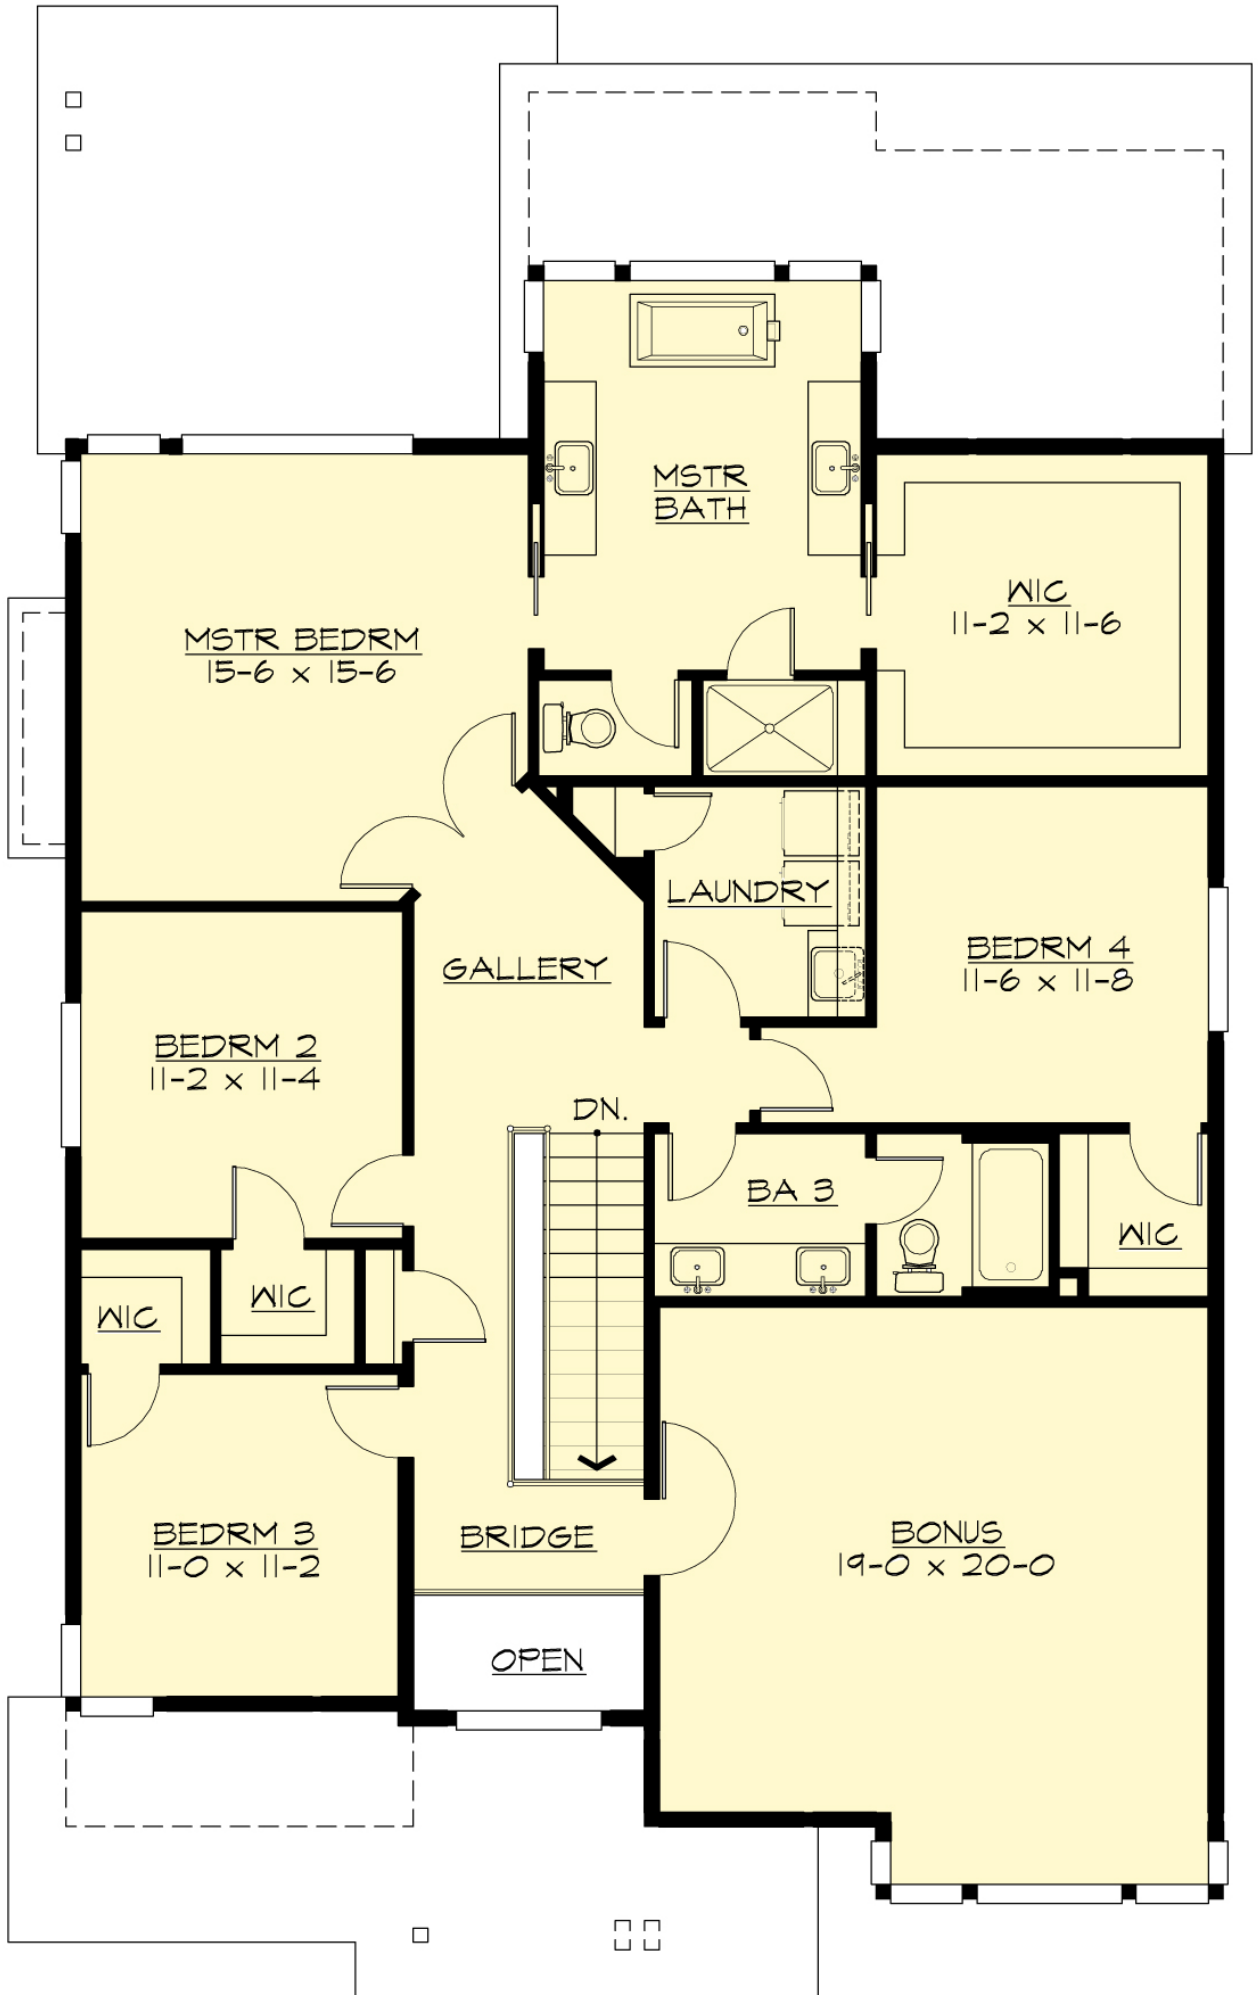 MSTR
BATH
WIC
11-2 x 11-6
MSTR BEDRM
15-6 x 15-6
LAUNDRY
BEDRM 4
11-6 x 11-8
GALLERY
BEDRM 2
11-2 x 11-4
DN.
BA 3
WIC
WIC
WIC
BEDRM 3
11-0 x 11-2
BRIDGE
BONUS
19-0 x 20-0
OPEN